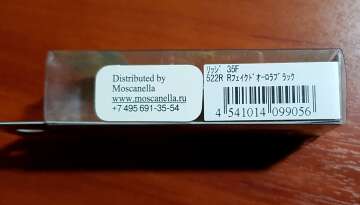 Distributed by
Moscanella
www.moscanella.ru
+7 495 691-35-54
ﾘｯｼﾞ 35F
522R Rﾌｪｲｸﾄﾞｵｰﾛﾗﾌﾞﾗｯｸ
4 541014 099056